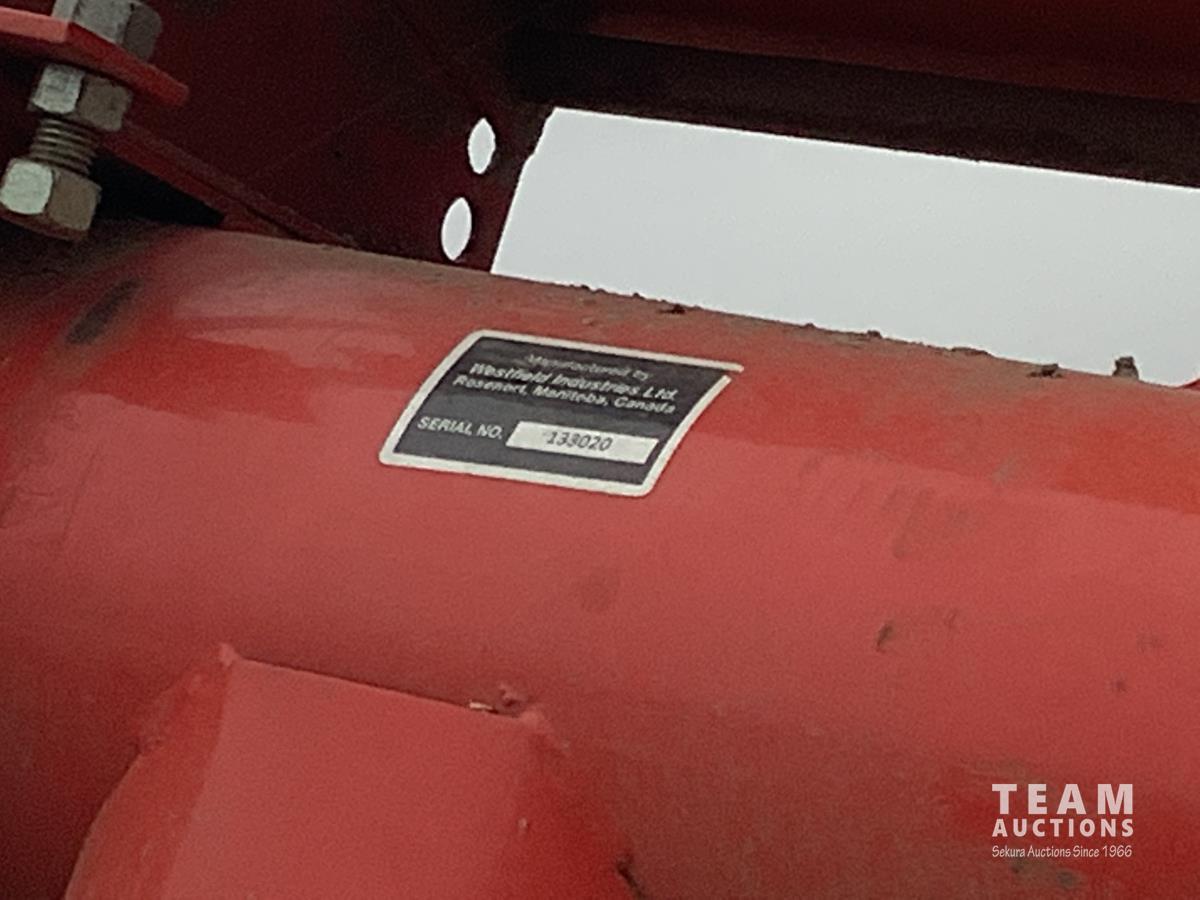 Manufactured by
Westfield Industries Ltd.
Rosenort, Manitoba, Canada
SERIAL NO. 133020
TEAM
AUCTIONS
Sekura Auctions Since 1966